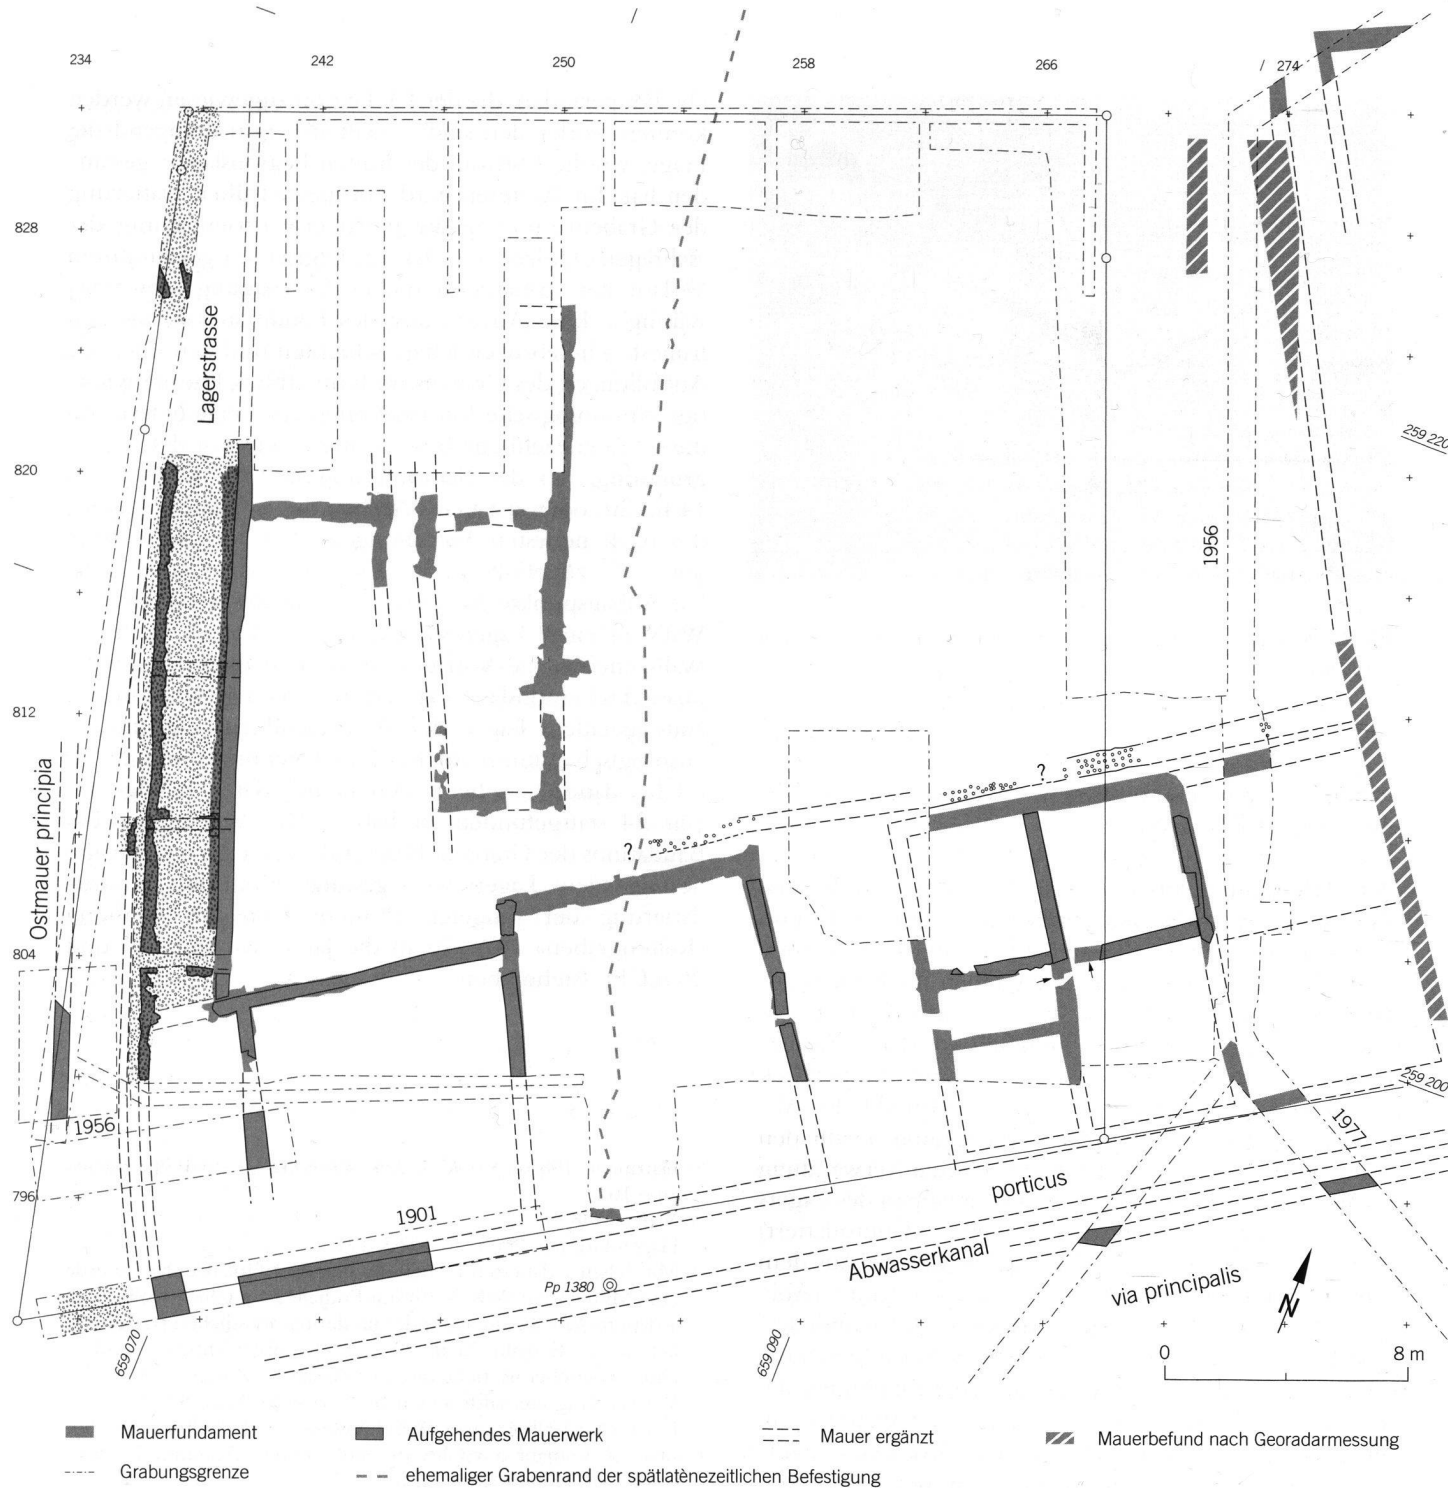 234 242 250 258 266 274
828
820
812
804
796
Lagerstrasse
Ostmauer principia
1956
259 220
?
?
259 200
1977
1956
1901
porticus
Abwasserkanal
via principalis
Pp 1380
659 070
659 090
N
0 8 m
Mauerfundament
Aufgehendes Mauerwerk
Mauer ergänzt
Mauerbefund nach Georadarmessung
Grabungsgrenze
ehemaliger Grabenrand der spätlatènezeitlichen Befestigung